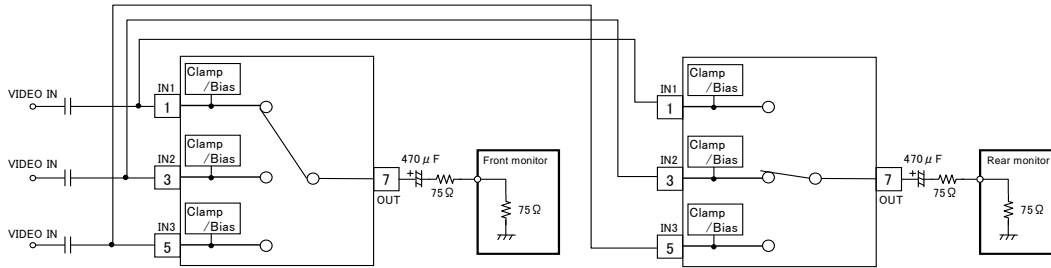 VIDEO IN
VIDEO IN
VIDEO IN
IN1
1
Clamp
/Bias
IN2
3
Clamp
/Bias
IN3
5
Clamp
/Bias
7
OUT
470μF
+
75Ω
Front monitor
75Ω
IN1
1
Clamp
/Bias
IN2
3
Clamp
/Bias
IN3
5
Clamp
/Bias
7
OUT
470μF
+
75Ω
Rear monitor
75Ω